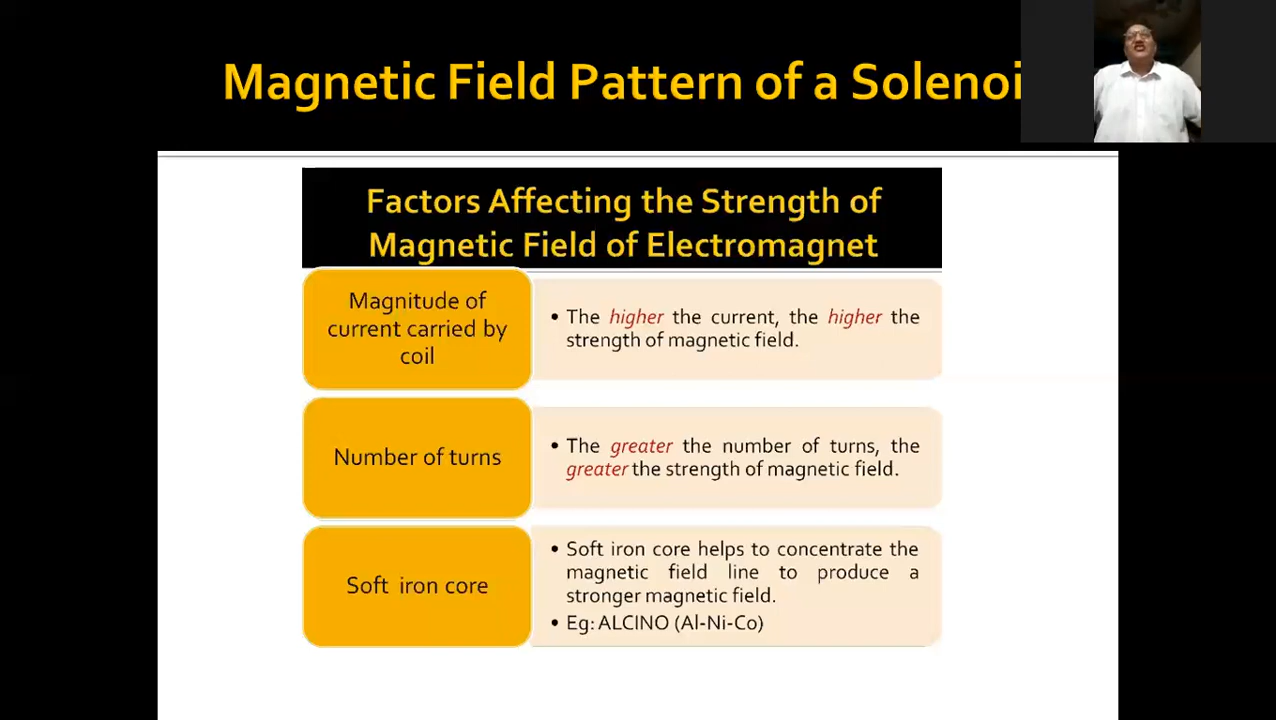 Magnetic Field Pattern of a Solenoi
Factors Affecting the Strength of
Magnetic Field of Electromagnet
Magnitude of
current carried by
coil
• The higher the current, the higher the
strength of magnetic field.
Number of turns
• The greater the number of turns, the
greater the strength of magnetic field.
Soft iron core
• Soft iron core helps to concentrate the
magnetic field line to produce a
stronger magnetic field.
• Eg: ALCINO (Al-Ni-Co)